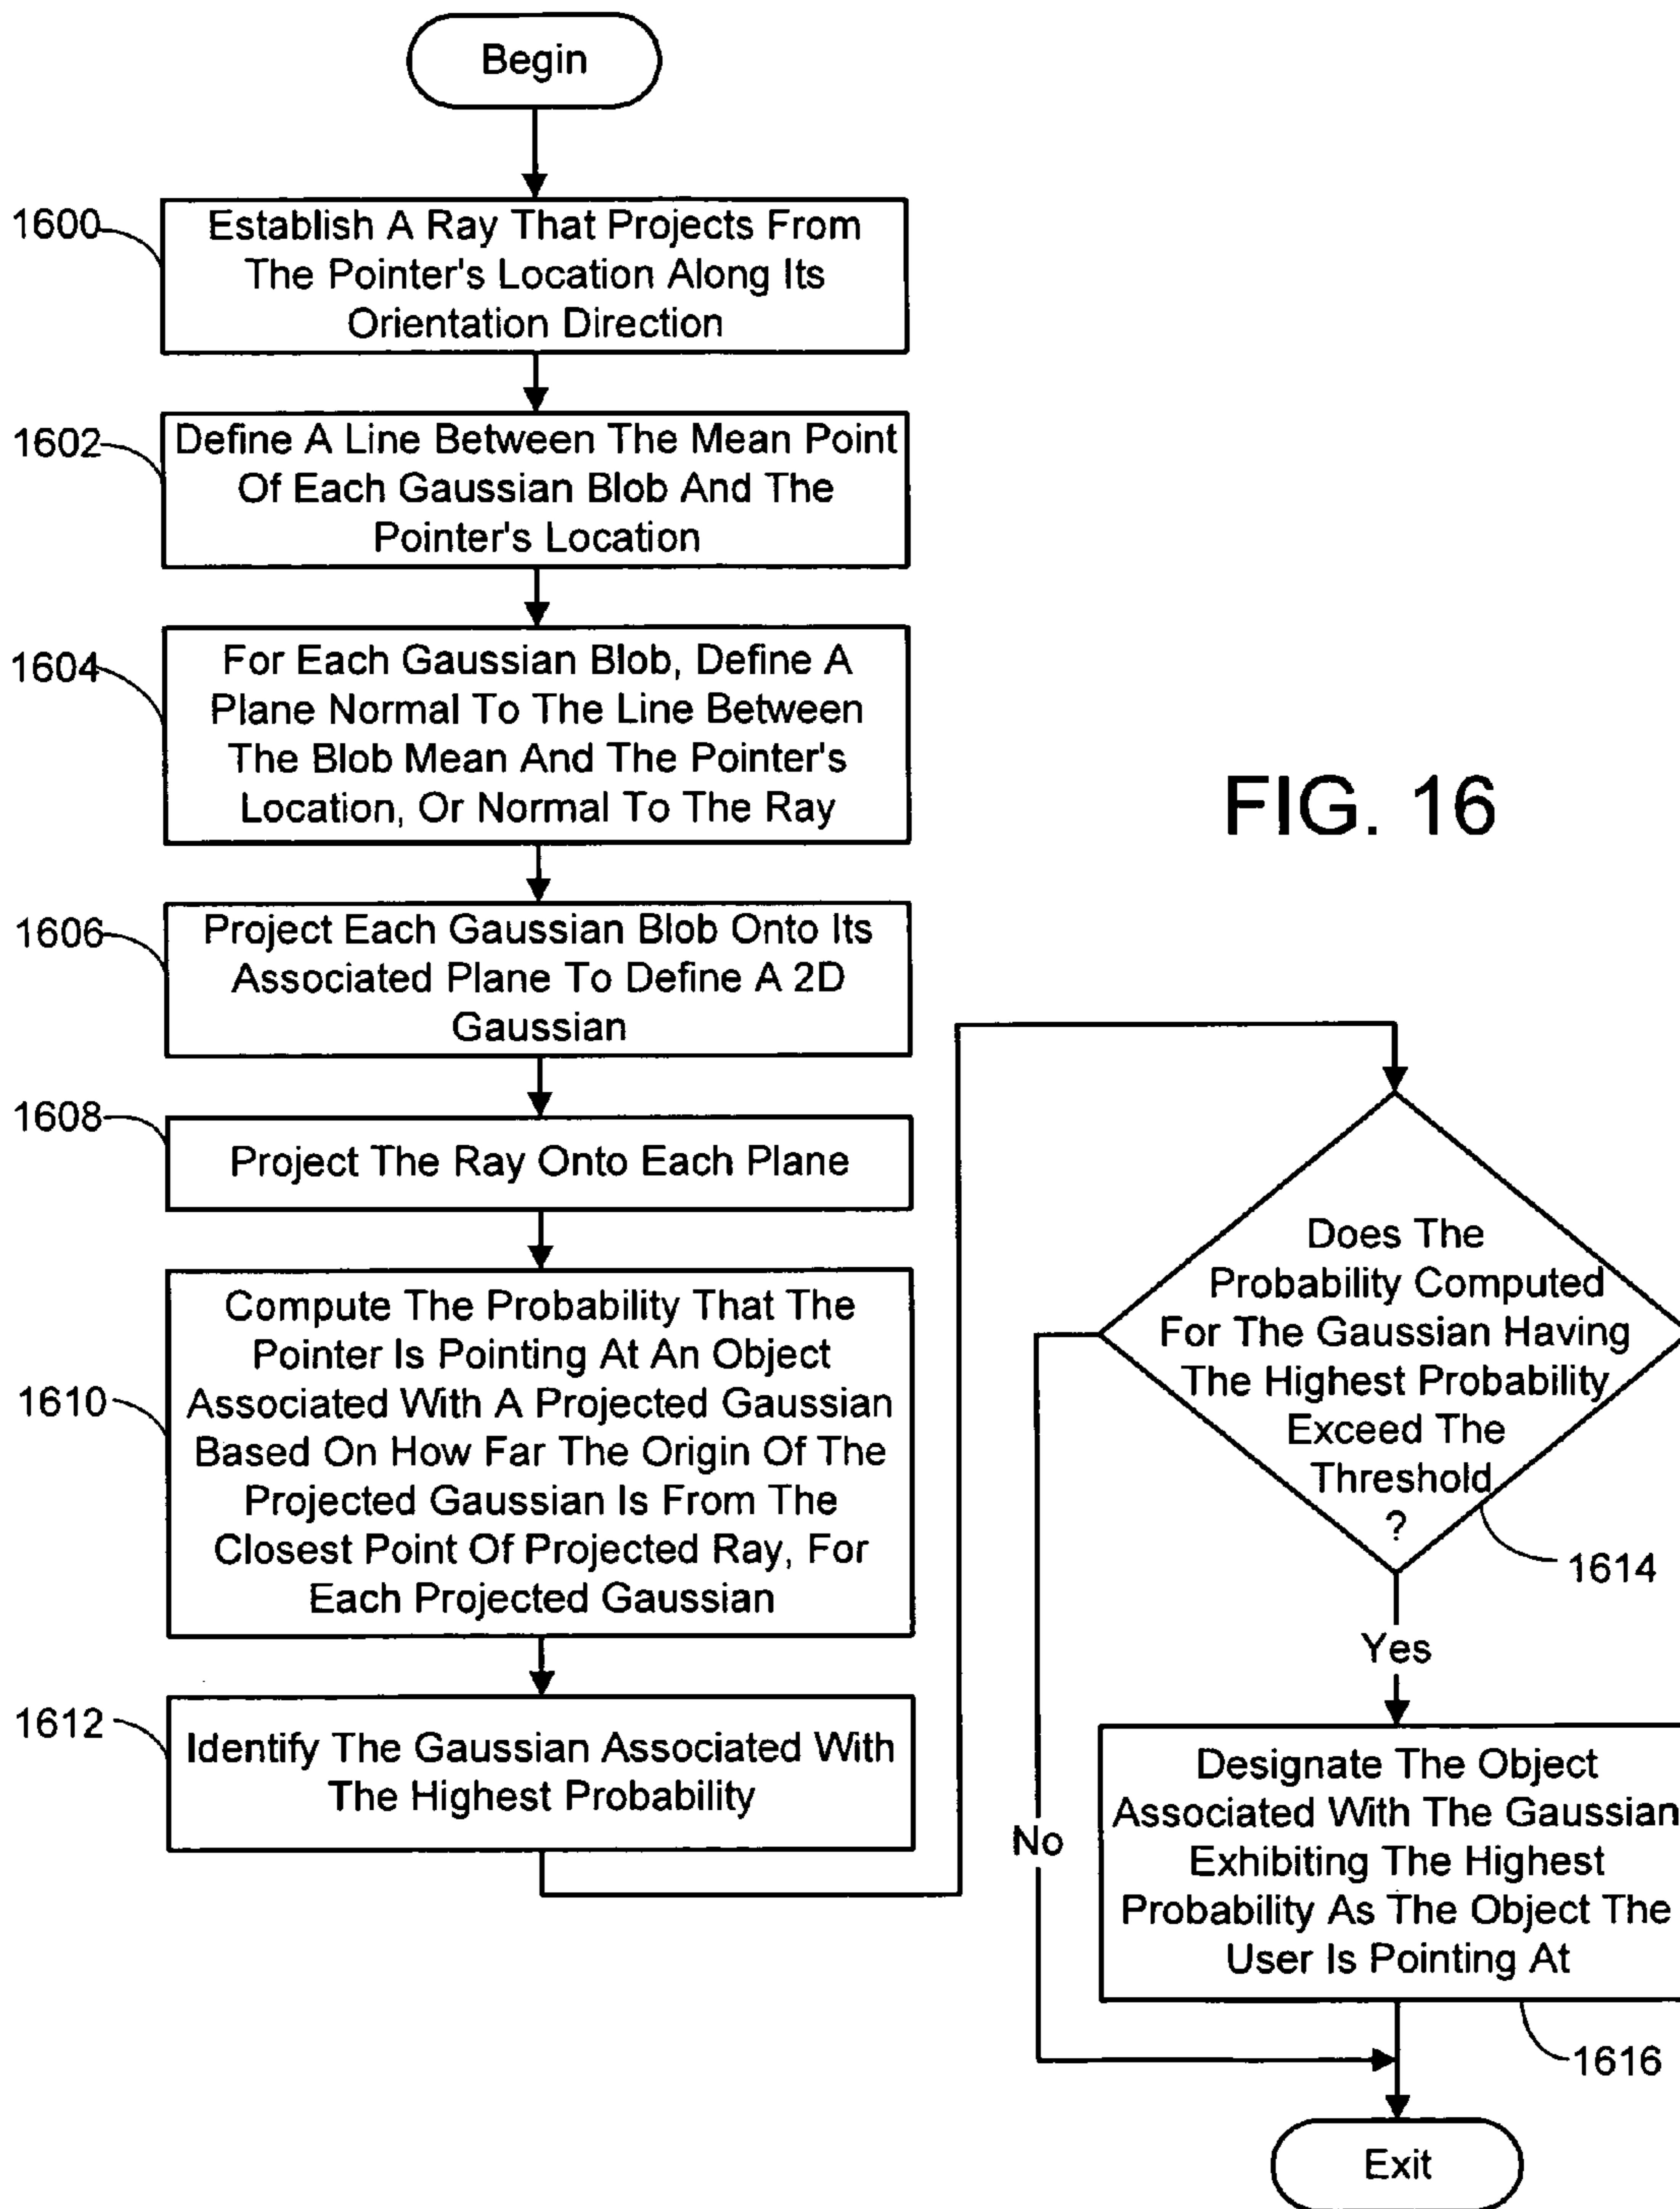 Begin
1600
Establish A Ray That Projects From
The Pointer's Location Along Its
Orientation Direction
1602
Define A Line Between The Mean Point
Of Each Gaussian Blob And The
Pointer's Location
1604
For Each Gaussian Blob, Define A
Plane Normal To The Line Between
The Blob Mean And The Pointer's
Location, Or Normal To The Ray
1606
Project Each Gaussian Blob Onto Its
Associated Plane To Define A 2D
Gaussian
1608
Project The Ray Onto Each Plane
1610
Compute The Probability That The
Pointer Is Pointing At An Object
Associated With A Projected Gaussian
Based On How Far The Origin Of The
Projected Gaussian Is From The
Closest Point Of Projected Ray, For
Each Projected Gaussian
1612
Identify The Gaussian Associated With
The Highest Probability
FIG. 16
Does The
Probability Computed
For The Gaussian Having
The Highest Probability
Exceed The
Threshold
?
1614
Yes
No
Designate The Object
Associated With The Gaussian
Exhibiting The Highest
Probability As The Object The
User Is Pointing At
1616
Exit